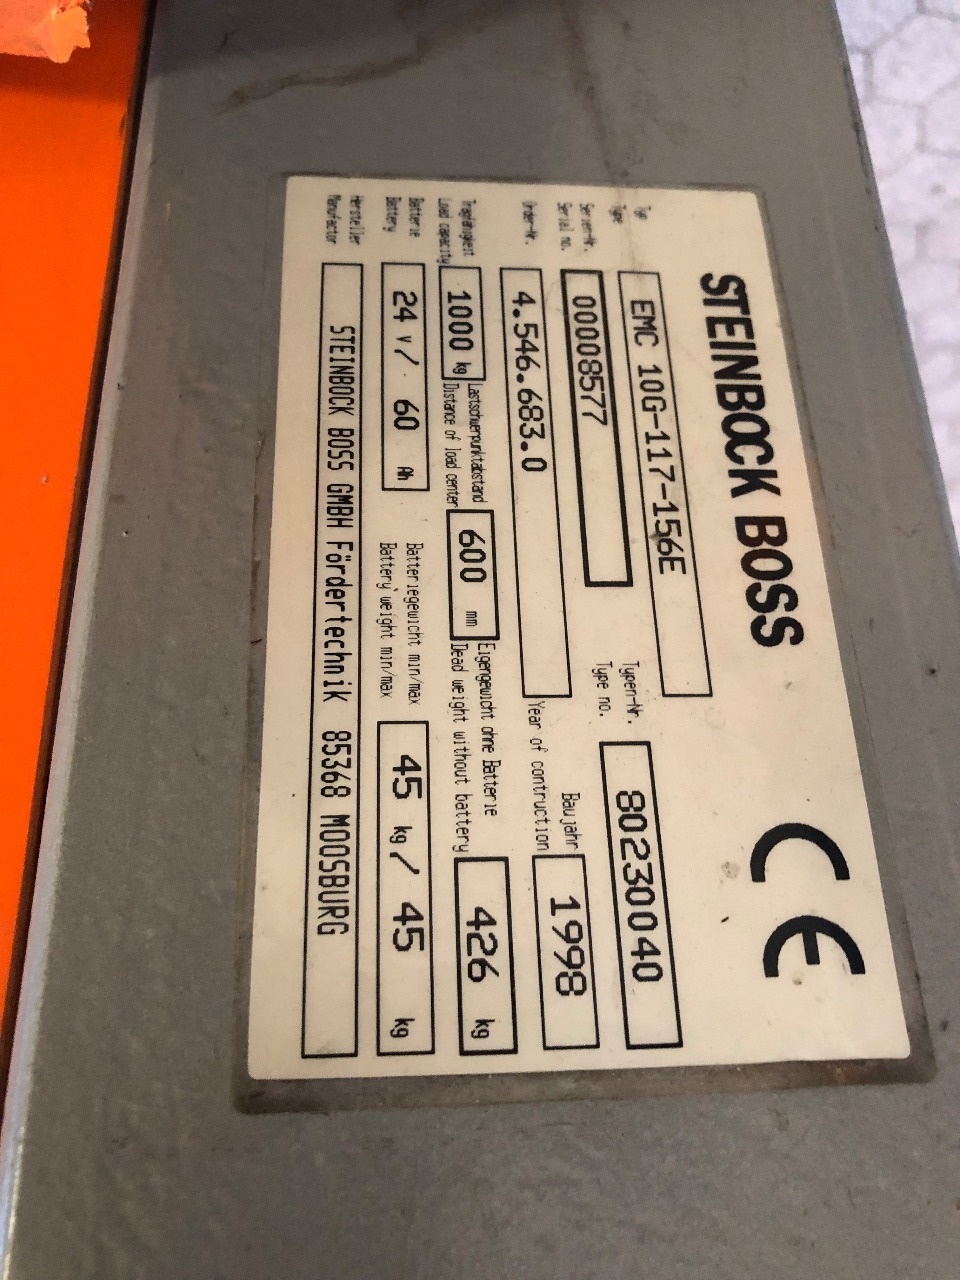 STEINBOCK BOSS
CE
Typ
Type
EMC 10G-117-156E
Serien-Nr.
Serial no.
00008577
Typen-Nr.
Type no.
80230040
Order-Nr.
4.546.683.0
Baujahr
Year of contruction
1998
Tragfähigkeit
Load capacity
1000 kg
Lastschwerpunktabstand
Distance of load center
600 mm
Eigengewicht ohne Batterie
Dead weight without battery
426 kg
Batterie
Battery
24 V/ 60 Ah
Batteriegewicht min/max
Battery weight min/max
45 kg/ 45 kg
Hersteller
Manufactor
STEINBOCK BOSS GMBH Fördertechnik 85368 MOOSBURG